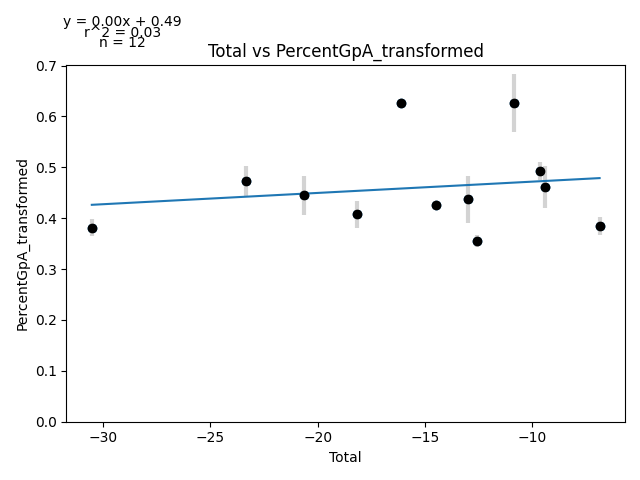 y = 0.00x + 0.49
r^2 = 0.03
n = 12
Total vs PercentGpA_transformed
0.7
0.6
0.5
0.4
0.3
0.2
0.1
0.0
PercentGpA_transformed
−30
−25
−20
−15
−10
Total